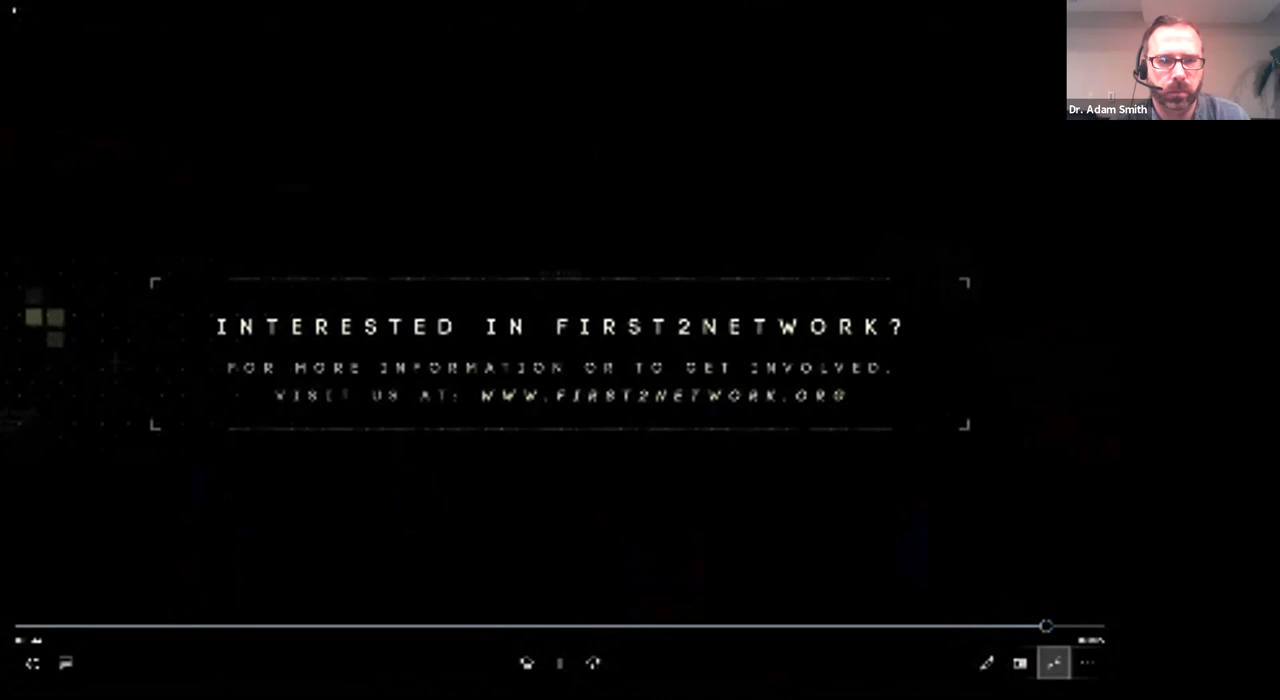 Dr. Adam Smith
INTERESTED IN FIRST2NETWORK?
FOR MORE INFORMATION OR TO GET INVOLVED,
VISIT US AT: WWW.FIRST2NETWORK.ORG